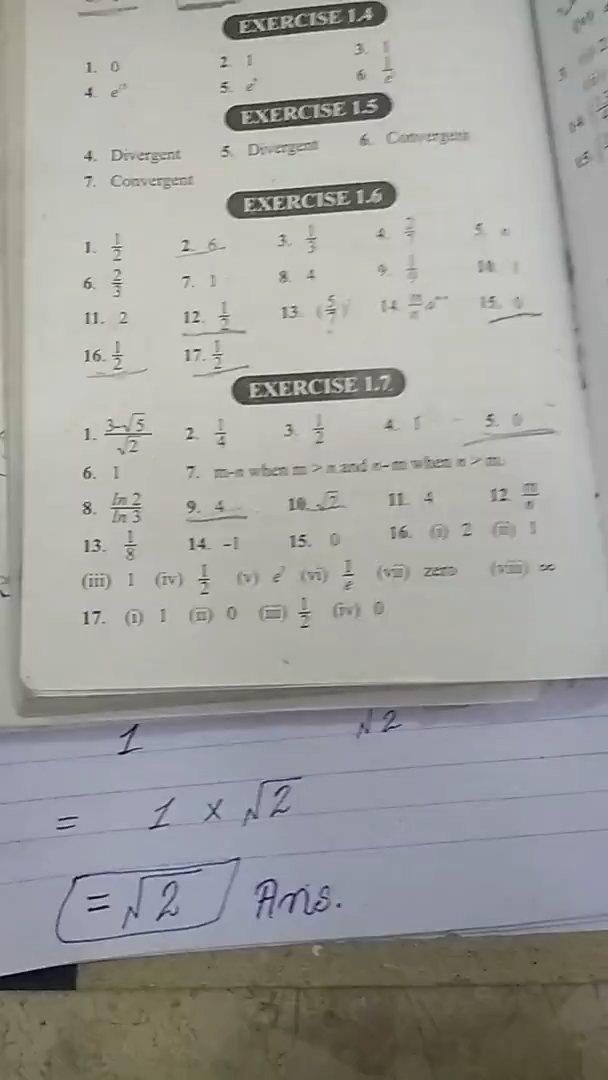 EXERCISE 1.4
1. 0 2. 1 3. 1
4. 5. 6. 1/e
EXERCISE 1.5
4. Divergent 5. Divergent 6. Convergent
7. Convergent
EXERCISE 1.6
1. 1/2 2. 6 3. 1/3 4. 5.
6. 2/3 7. 1 8. 4 9. 1/9 10. 1
11. 2 12. 1/2 13. 14. 15. 0
16. 1/2 17. 1/2
EXERCISE 1.7
1. 3-√5/√2 2. 1/4 3. 1/2 4. 1 5. 0
6. 1 7. m-n when m > n and n-m when n > m.
8. ln 2/ln 3 9. 4 10. √2 11. 4 12. m/n
13. 1/8 14. -1 15. 0 16. (i) 2 (ii) 1
(iii) 1 (iv) 1/2 (v) (vi) 1/e (vii) zero (viii) ∞
17. (i) 1 (ii) 0 (iii) 1/2 (iv) 0
1 √2
= 1 × √2
= √2 Ans.